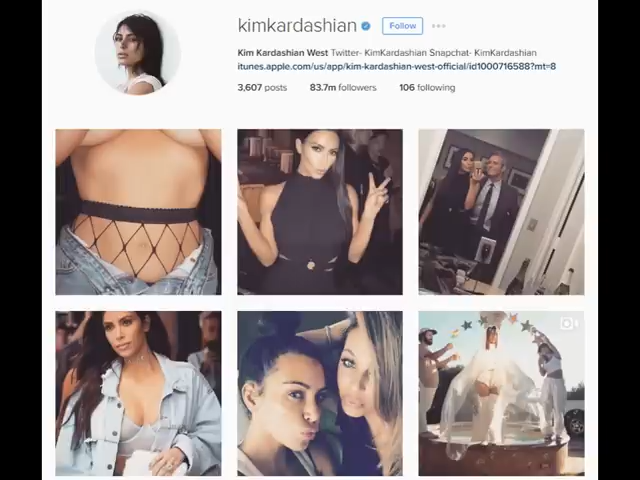 kimkardashian Follow
Kim Kardashian West Twitter- KimKardashian Snapchat- KimKardashian
itunes.apple.com/us/app/kim-kardashian-west-official/id1000716588?mt=8
3,607 posts 83.7m followers 106 following